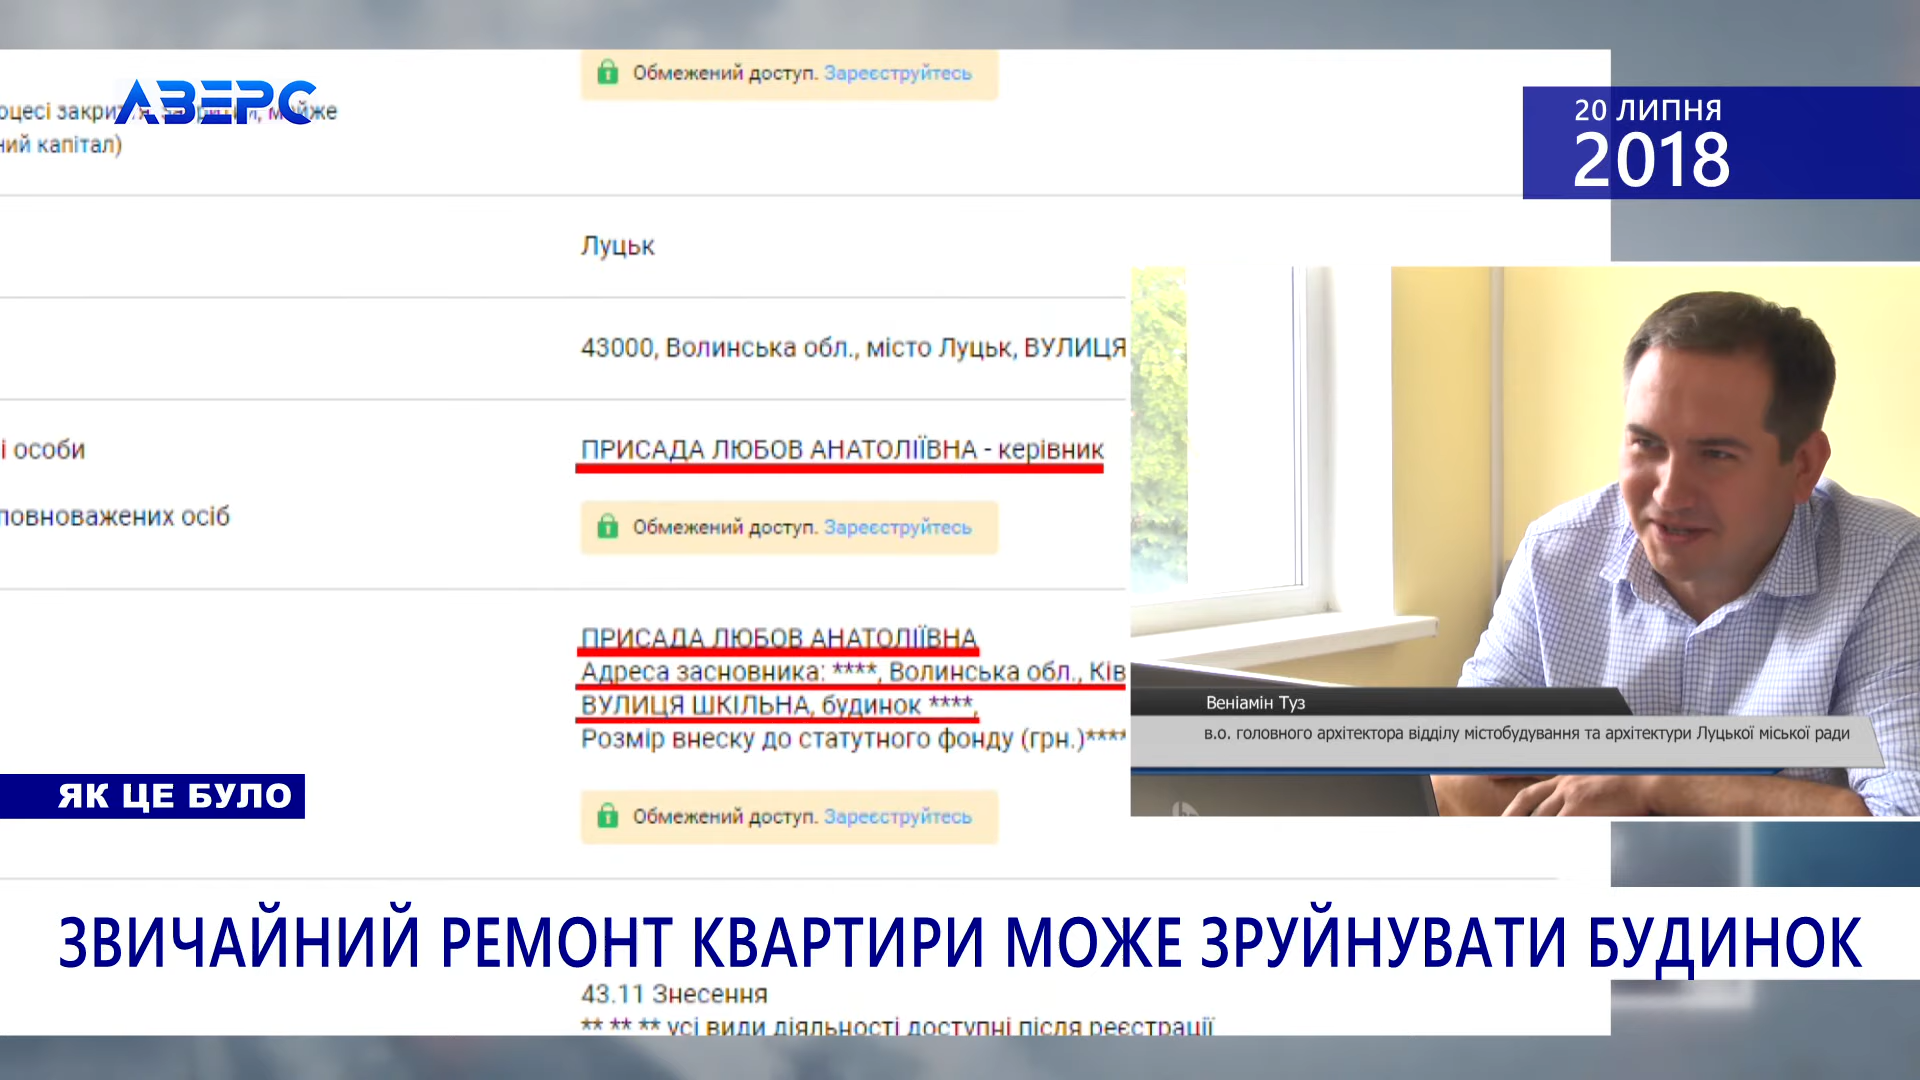 Обмежений доступ. Зареєструйтесь
АВЕРС
ний капітал)
20 ЛИПНЯ
2018
Луцьк
43000, Волинська обл., місто Луцьк, ВУЛИЦЯ
і особи
ПРИСАДА ЛЮБОВ АНАТОЛІЇВНА - керівник
повноважених осіб
Обмежений доступ. Зареєструйтесь
ПРИСАДА ЛЮБОВ АНАТОЛІЇВНА
Адреса засновника: ****, Волинська обл., Ків
ВУЛИЦЯ ШКІЛЬНА, будинок ****,
Розмір внеску до статутного фонду (грн.)****
Веніамін Туз
в.о. головного архітектора відділу містобудування та архітектури Луцької міської ради
ЯК ЦЕ БУЛО
Обмежений доступ. Зареєструйтесь
ЗВИЧАЙНИЙ РЕМОНТ КВАРТИРИ МОЖЕ ЗРУЙНУВАТИ БУДИНОК
43.11 Знесення
** ** ** усі види діяльності доступні після реєстрації